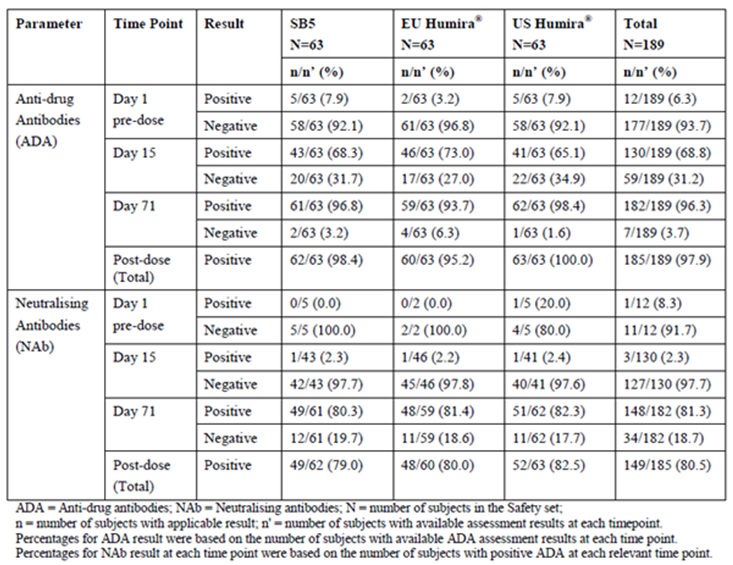 Parameter Time Point Result SB5 EU Humira® US Humira® Total
N=63 N=63 N=63 N=189
n/n’ (%) n/n’ (%) n/n’ (%) n/n’ (%)
Anti-drug Antibodies (ADA) Day 1 pre-dose Positive 5/63 (7.9) 2/63 (3.2) 5/63 (7.9) 12/189 (6.3)
Negative 58/63 (92.1) 61/63 (96.8) 58/63 (92.1) 177/189 (93.7)
Day 15 Positive 43/63 (68.3) 46/63 (73.0) 41/63 (65.1) 130/189 (68.8)
Negative 20/63 (31.7) 17/63 (27.0) 22/63 (34.9) 59/189 (31.2)
Day 71 Positive 61/63 (96.8) 59/63 (93.7) 62/63 (98.4) 182/189 (96.3)
Negative 2/63 (3.2) 4/63 (6.3) 1/63 (1.6) 7/189 (3.7)
Post-dose (Total) Positive 62/63 (98.4) 60/63 (95.2) 63/63 (100.0) 185/189 (97.9)
Neutralising Antibodies (NAb) Day 1 pre-dose Positive 0/5 (0.0) 0/2 (0.0) 1/5 (20.0) 1/12 (8.3)
Negative 5/5 (100.0) 2/2 (100.0) 4/5 (80.0) 11/12 (91.7)
Day 15 Positive 1/43 (2.3) 1/46 (2.2) 1/41 (2.4) 3/130 (2.3)
Negative 42/43 (97.7) 45/46 (97.8) 40/41 (97.6) 127/130 (97.7)
Day 71 Positive 49/61 (80.3) 48/59 (81.4) 51/62 (82.3) 148/182 (81.3)
Negative 12/61 (19.7) 11/59 (18.6) 11/62 (17.7) 34/182 (18.7)
Post-dose (Total) Positive 49/62 (79.0) 48/60 (80.0) 52/63 (82.5) 149/185 (80.5)
ADA = Anti-drug antibodies; NAb = Neutralising antibodies; N = number of subjects in the Safety set;
n = number of subjects with applicable result; n' = number of subjects with available assessment results at each timepoint.
Percentages for ADA result were based on the number of subjects with available ADA assessment results at each time point.
Percentages for NAb result at each time point were based on the number of subjects with positive ADA at each relevant time point.